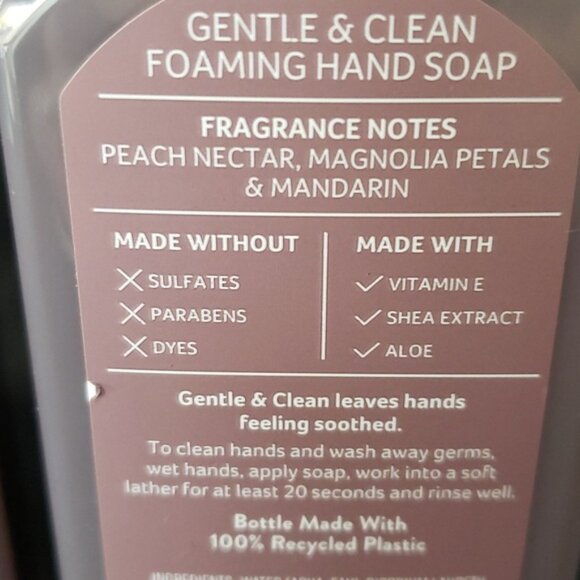 GENTLE & CLEAN
FOAMING HAND SOAP
FRAGRANCE NOTES
PEACH NECTAR, MAGNOLIA PETALS
& MANDARIN
MADE WITHOUT
SULFATES
PARABENS
DYES
MADE WITH
VITAMIN E
SHEA EXTRACT
ALOE
Gentle & Clean leaves hands
feeling soothed.
To clean hands and wash away germs,
wet hands, apply soap, work into a soft
lather for at least 20 seconds and rinse well.
Bottle Made With
100% Recycled Plastic